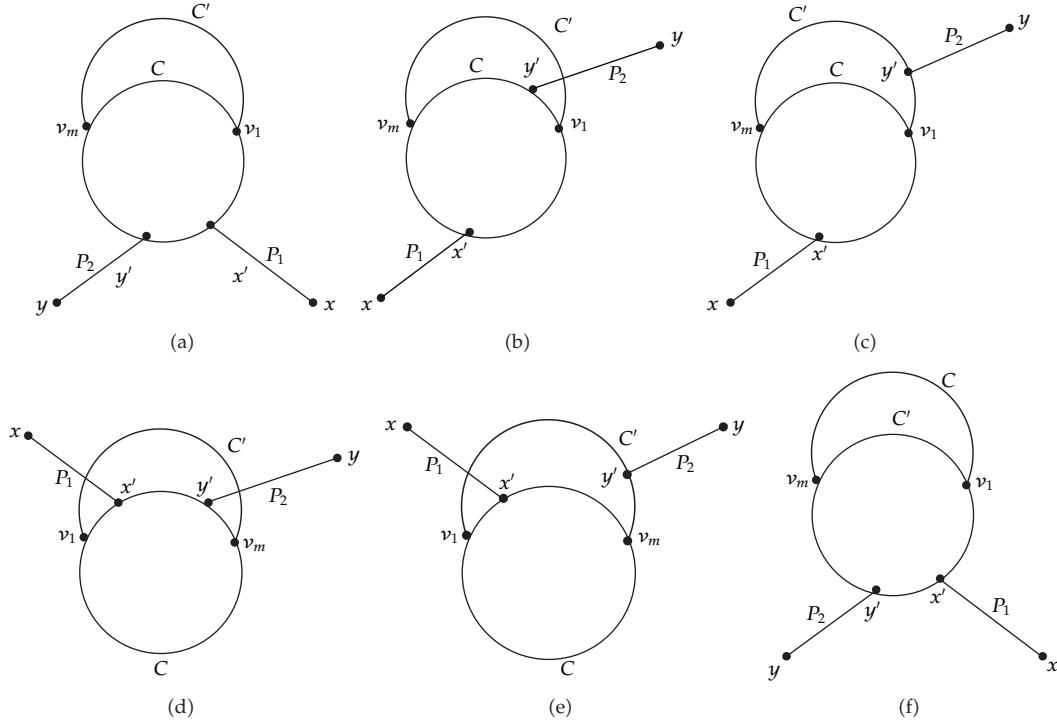 C′
C
v_m
v_1
P_2
P_1
y′
x′
y
x
(a)
C′
y
C
y′
P_2
v_m
v_1
P_1
x′
x
(b)
C′
y
P_2
y′
C
v_m
v_1
P_1
x′
x
(c)
x
C′
y
P_1
x′
y′
P_2
v_1
v_m
C
(d)
x
C′
y
P_1
y′
P_2
x′
v_1
v_m
C
(e)
C
C′
v_m
v_1
x′
P_2
y′
P_1
y
x
(f)